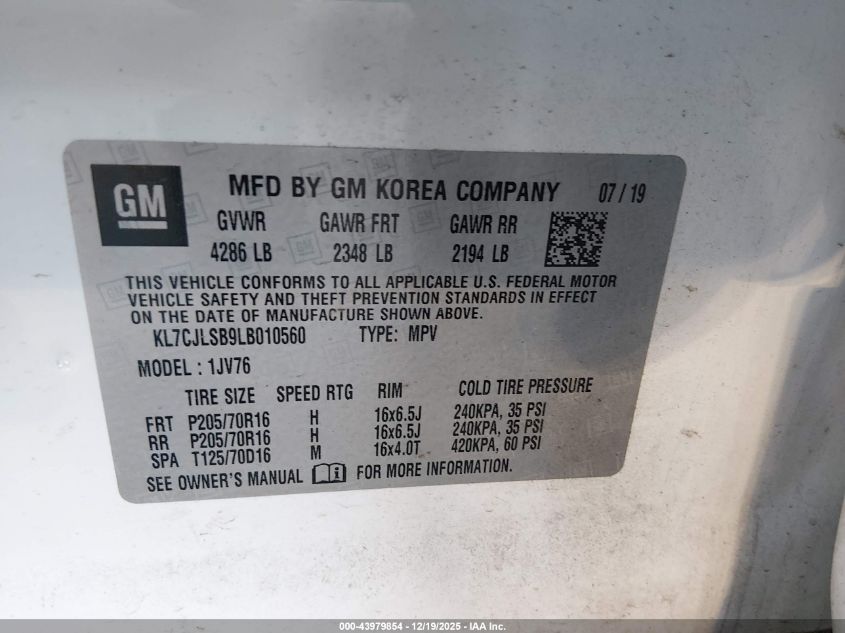 GM MFD BY GM KOREA COMPANY 07/19
GVWR GAWR FRT GAWR RR
4286 LB 2348 LB 2194 LB
THIS VEHICLE CONFORMS TO ALL APPLICABLE U.S. FEDERAL MOTOR
VEHICLE SAFETY AND THEFT PREVENTION STANDARDS IN EFFECT
ON THE DATE OF MANUFACTURE SHOWN ABOVE.
KL7CJLSB9LB010560 TYPE: MPV
MODEL : 1JV76
TIRE SIZE SPEED RTG RIM COLD TIRE PRESSURE
FRT P205/70R16 H 16x6.5J 240KPA, 35 PSI
RR P205/70R16 H 16x6.5J 240KPA, 35 PSI
SPA T125/70D16 M 16x4.0T 420KPA, 60 PSI
SEE OWNER'S MANUAL FOR MORE INFORMATION.
000-43979854 - 12/19/2025 - IAA Inc.